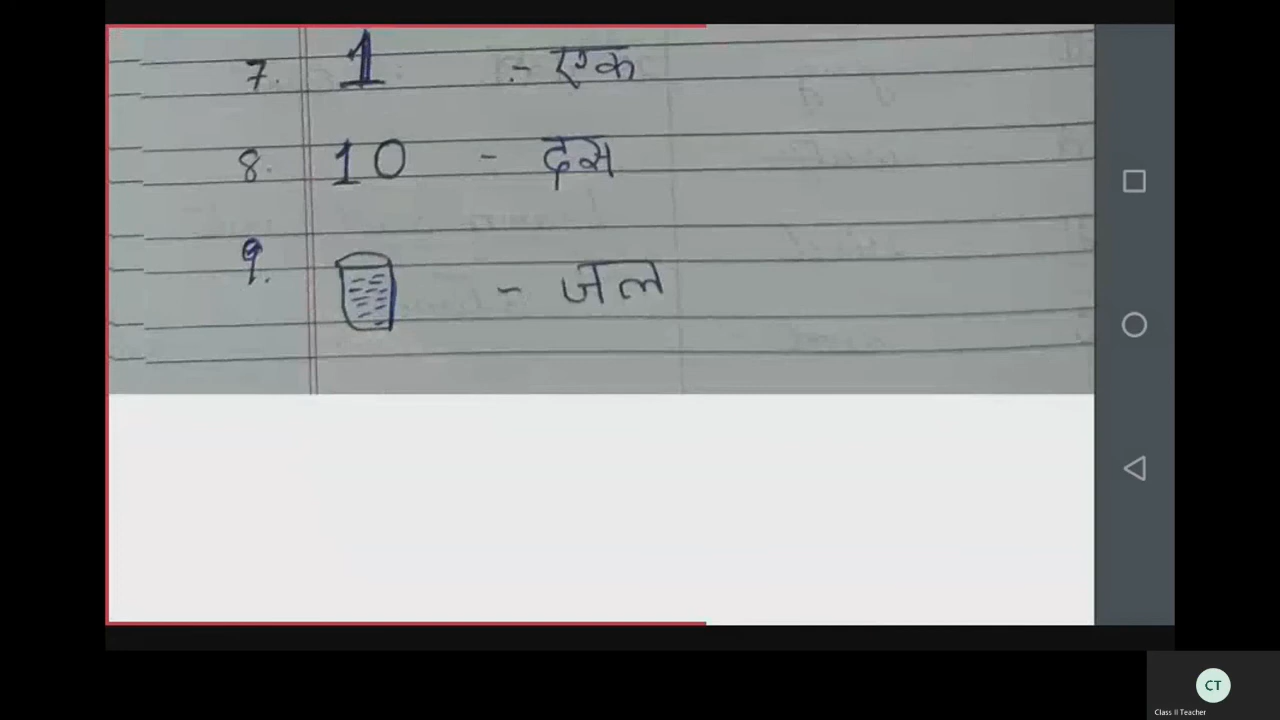 7. 1 :- एक
8. 10 - दस
9. - जल
CT
Class II Teacher